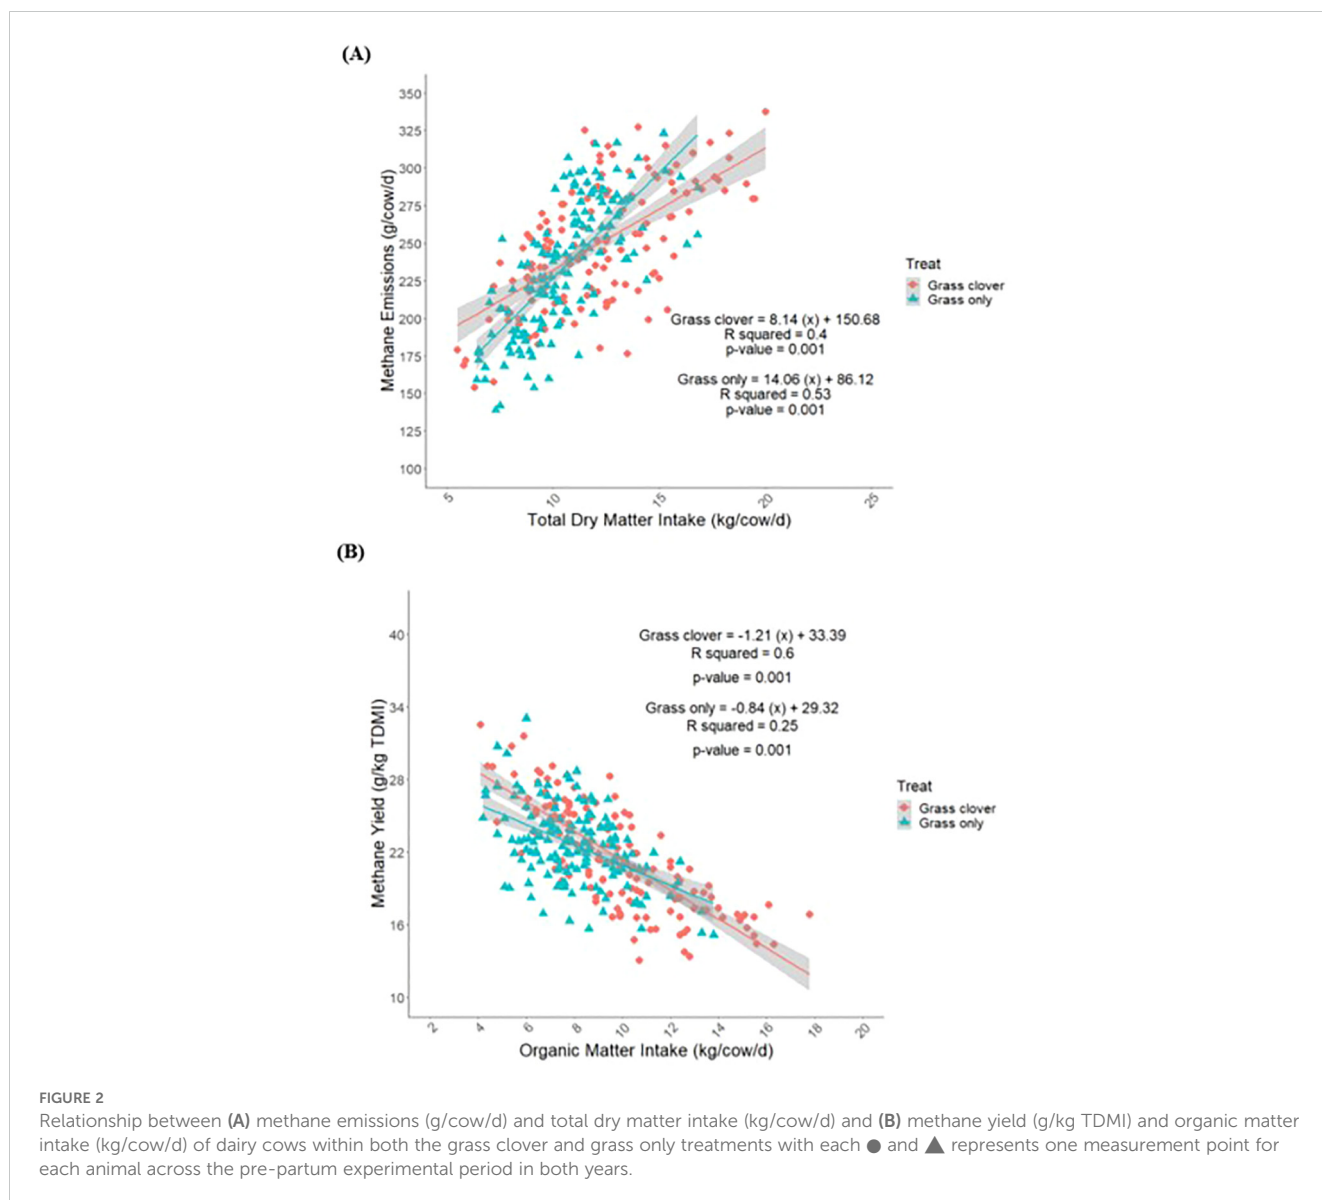 (A)
350
325
300
275
250
225
200
175
150
125
100
Methane Emissions (g/cow/d)
Grass clover = 8.14 (x) + 150.68
R squared = 0.4
p-value = 0.001
Grass only = 14.06 (x) + 86.12
R squared = 0.53
p-value = 0.001
Treat
Grass clover
Grass only
5
10
15
20
25
Total Dry Matter Intake (kg/cow/d)
(B)
40
34
28
22
16
10
Methane Yield (g/kg TDMI)
Grass clover = -1.21 (x) + 33.39
R squared = 0.6
p-value = 0.001
Grass only = -0.84 (x) + 29.32
R squared = 0.25
p-value = 0.001
Treat
Grass clover
Grass only
2
4
6
8
10
12
14
16
18
20
Organic Matter Intake (kg/cow/d)
FIGURE 2
Relationship between (A) methane emissions (g/cow/d) and total dry matter intake (kg/cow/d) and (B) methane yield (g/kg TDMI) and organic matter
intake (kg/cow/d) of dairy cows within both the grass clover and grass only treatments with each ● and ▲ represents one measurement point for
each animal across the pre-partum experimental period in both years.